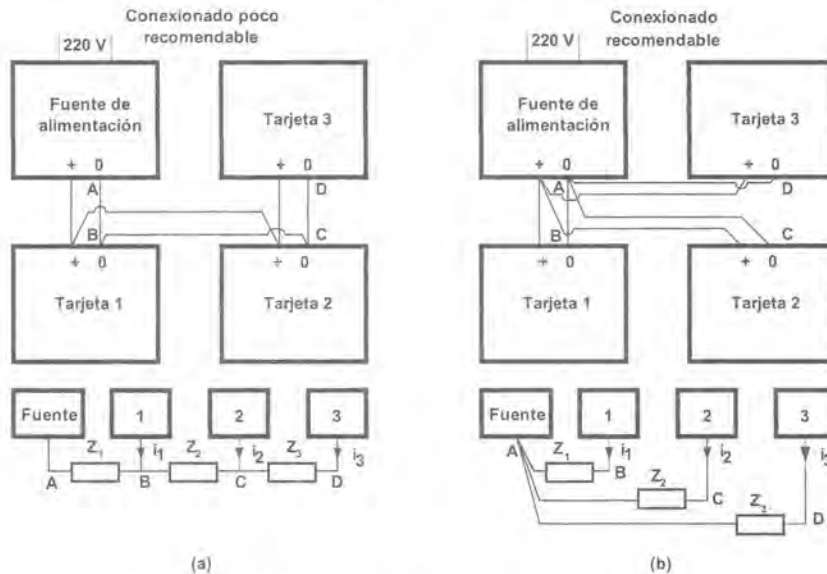 Conexionado poco
recomendable
220 V
Fuente de
alimentación
+ 0
A
Tarjeta 3
+ 0
D
B
C
+ 0
Tarjeta 1
+ 0
Tarjeta 2
Fuente
1
2
3
Z1
i1
Z2
i2
Z3
i3
A
B
C
D
(a)
Conexionado
recomendable
220 V
Fuente de
alimentación
+ 0
A
Tarjeta 3
+ 0
D
B
C
+ 0
Tarjeta 1
+ 0
Tarjeta 2
Fuente
1
2
3
A
Z1
i1
B
i2
Z2
C
i3
Z3
D
(b)